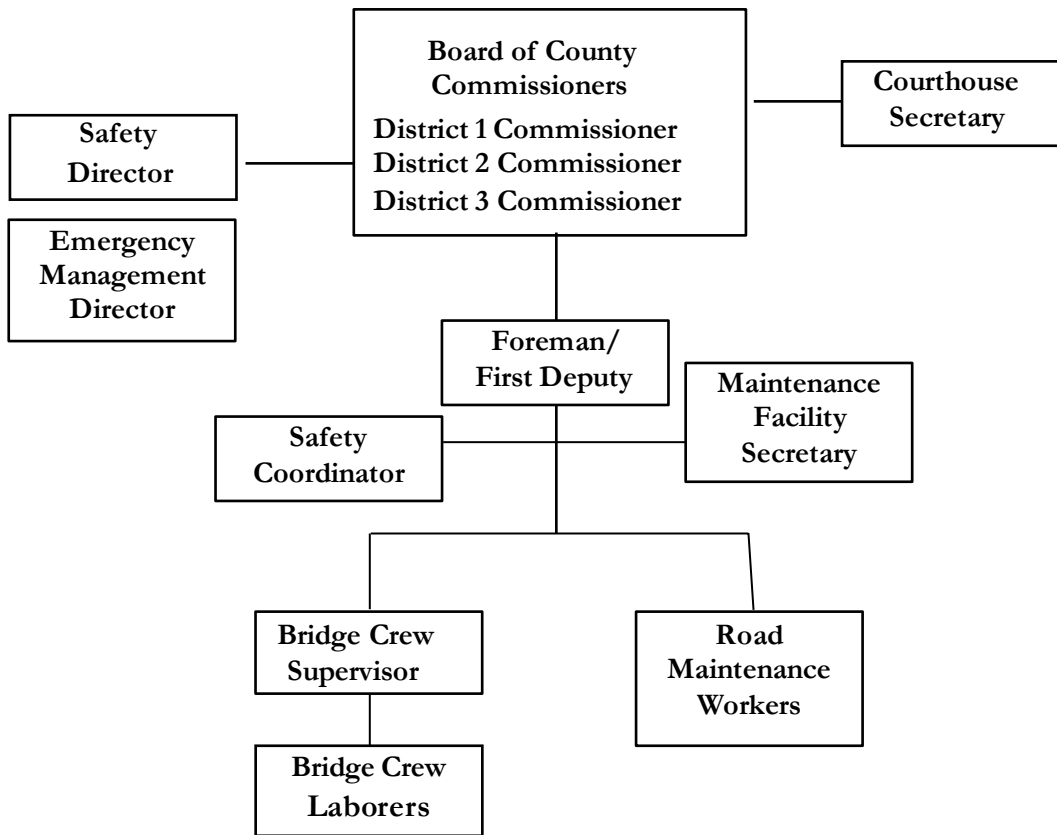 Board of County
Commissioners
District 1 Commissioner
District 2 Commissioner
District 3 Commissioner
Courthouse
Secretary
Safety
Director
Emergency
Management
Director
Foreman/
First Deputy
Maintenance
Facility
Secretary
Safety
Coordinator
Bridge Crew
Supervisor
Road
Maintenance
Workers
Bridge Crew
Laborers